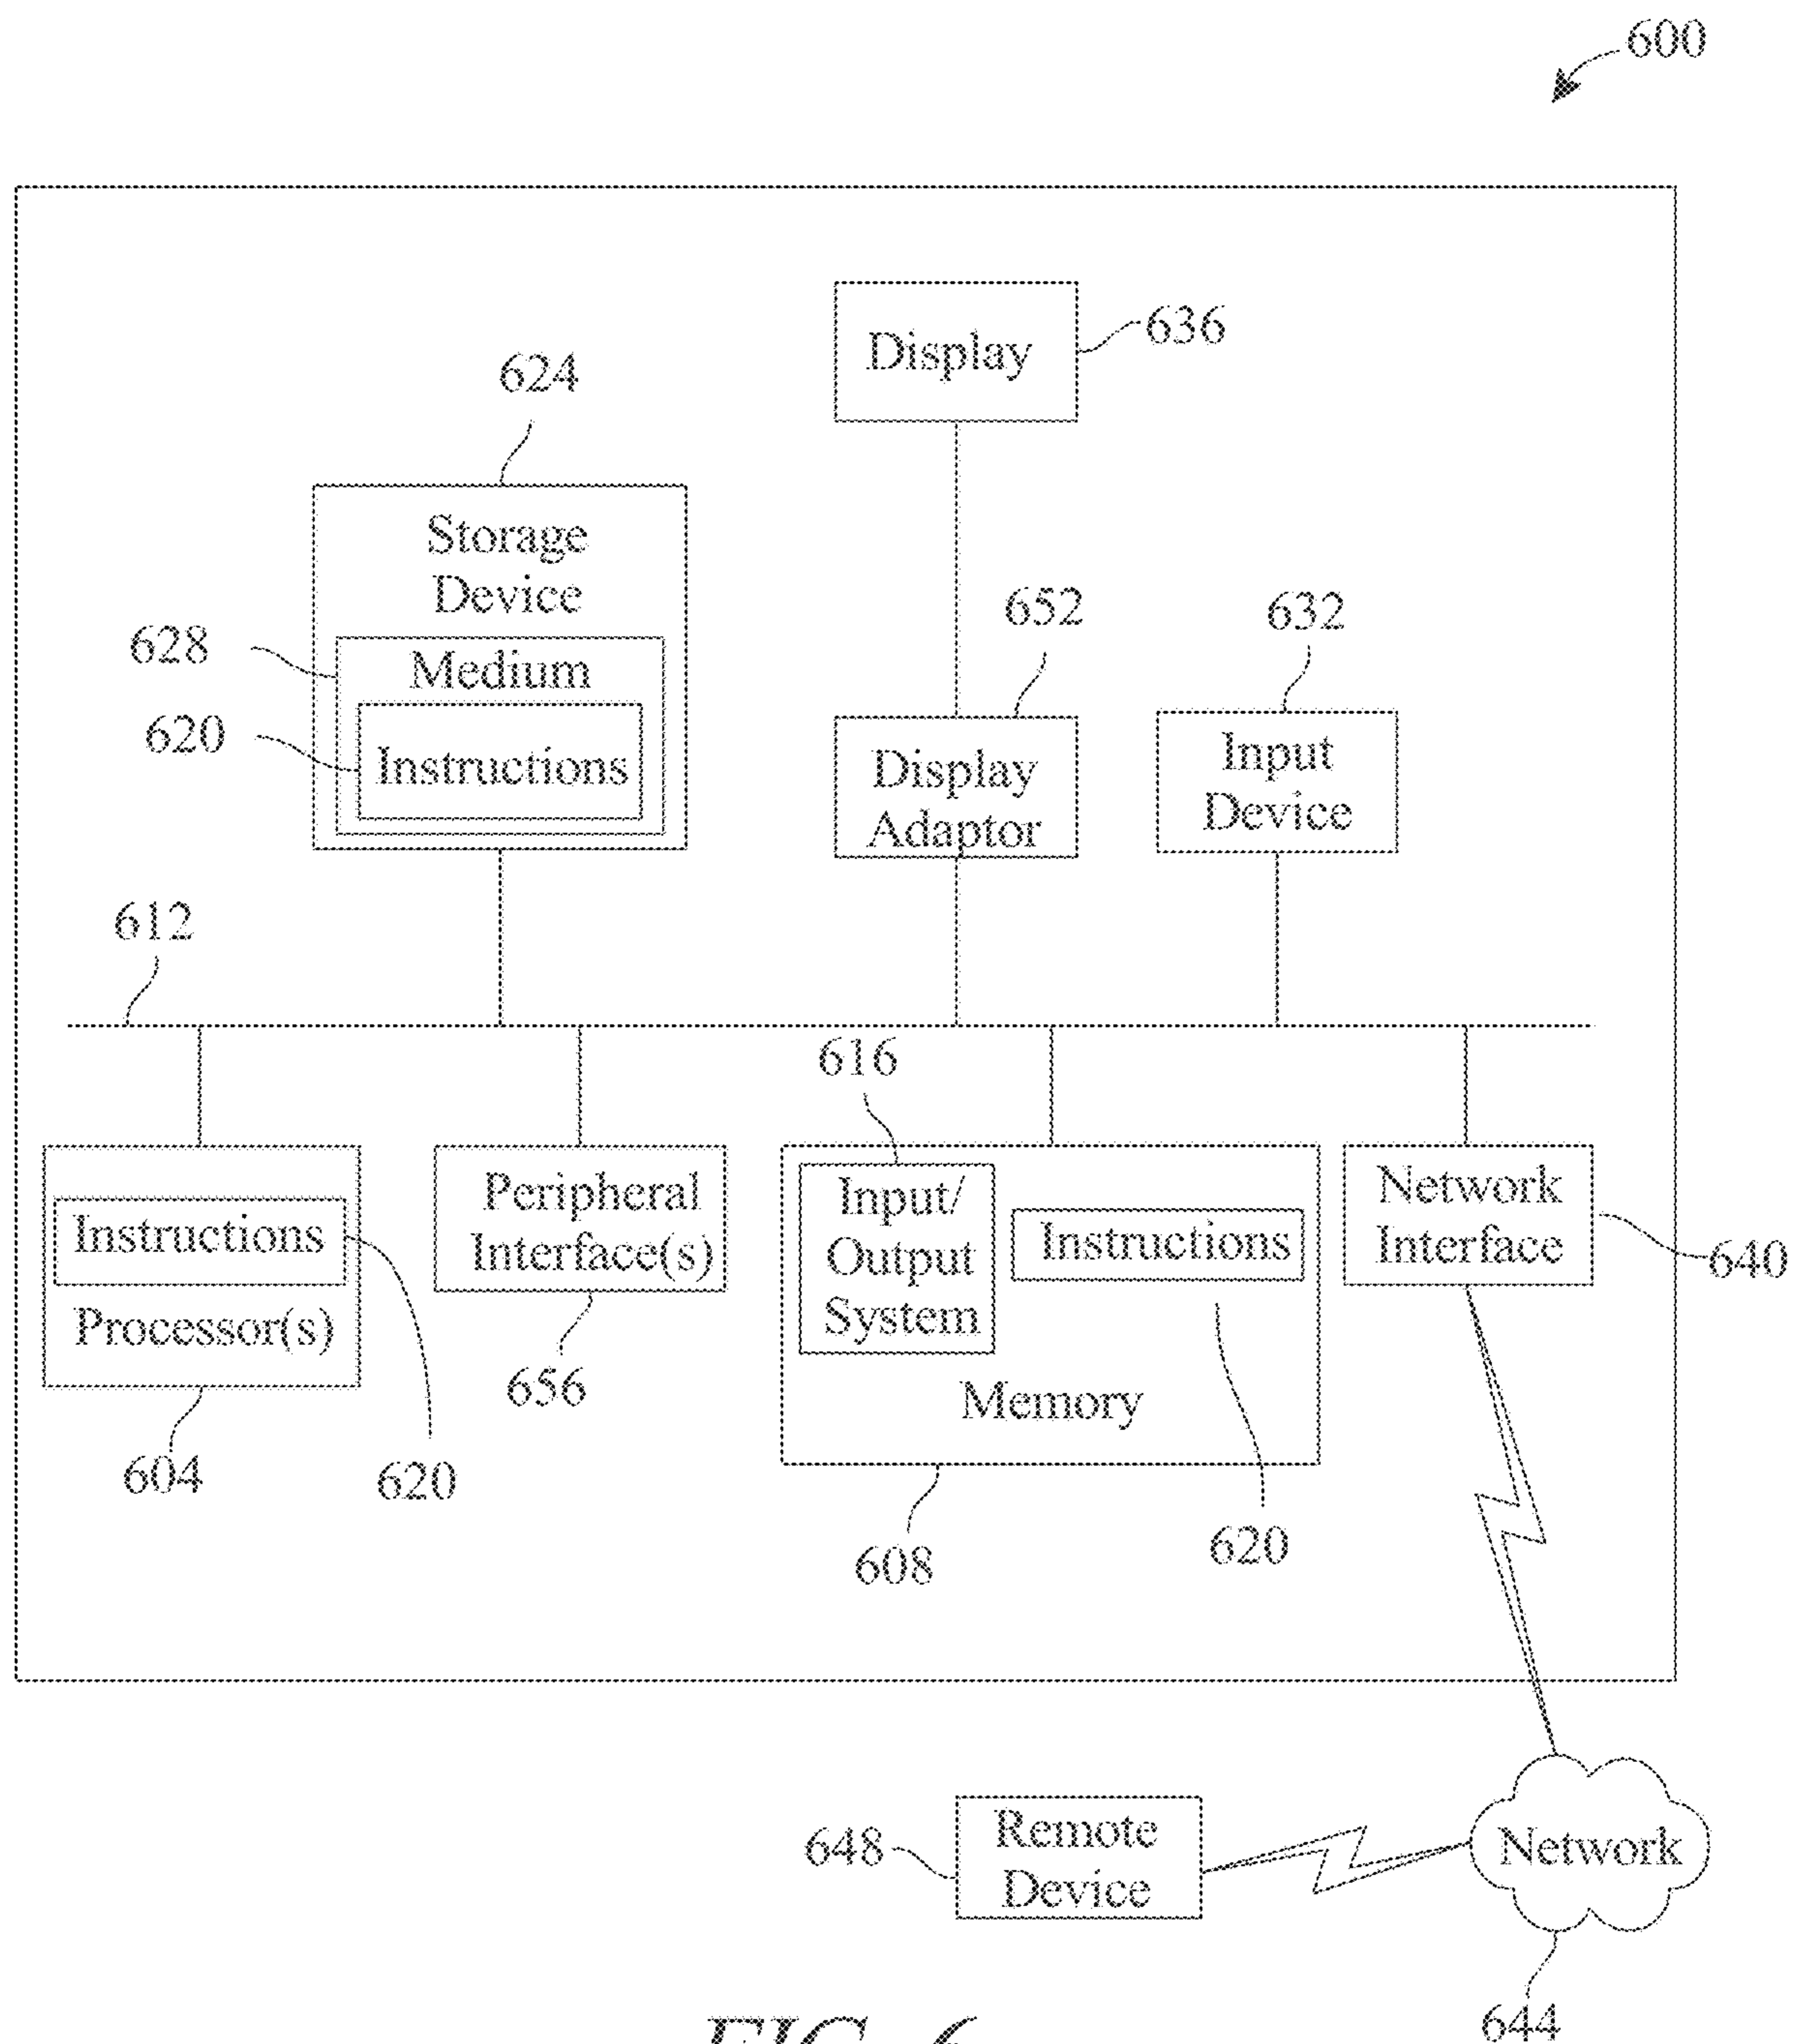 600
Display
636
624
Storage
Device
652
632
628
Medium
620
Instructions
Display
Adaptor
Input
Device
612
616
Instructions
Processor(s)
Peripheral
Interface(s)
Input/
Output
System
Instructions
Memory
Network
Interface
640
656
604
620
608
620
648
Remote
Device
Network
644
FIG. 6